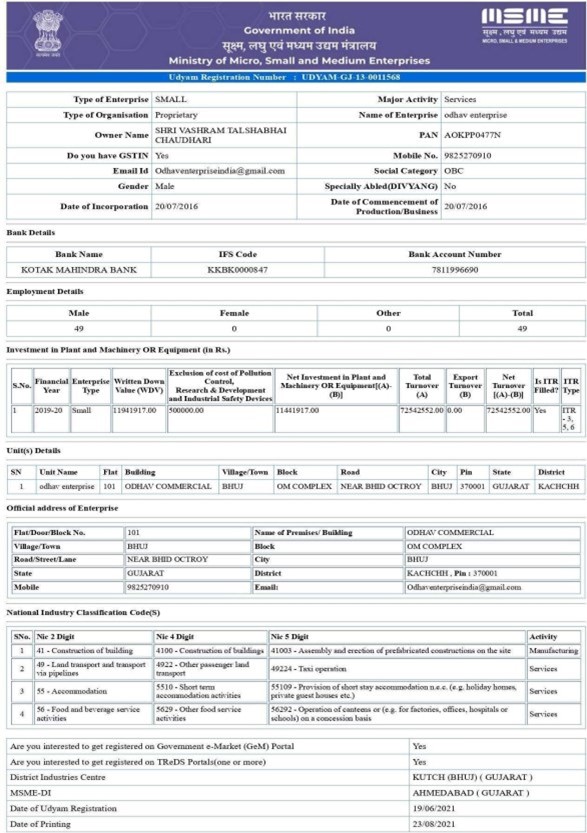 भारत सरकार
Government of India
सूक्ष्म, लघु एवं मध्यम उद्यम मंत्रालय
Ministry of Micro, Small and Medium Enterprises
MSME
सूक्ष्म, लघु एवं मध्यम उद्यम
MICRO, SMALL & MEDIUM ENTERPRISES
Udyam Registration Number : UDYAM-GJ-13-0011568
Type of Enterprise SMALL Major Activity Services
Type of Organisation Proprietary Name of Enterprise odhav enterprise
Owner Name SHRI VASHRAM TALSHABHAI CHAUDHARI PAN AOKPP0477N
Do you have GSTIN Yes Mobile No. 9825270910
Email Id Odhaventerpriseindia@gmail.com Social Category OBC
Gender Male Specially Abled(DIVYANG) No
Date of Incorporation 20/07/2016 Date of Commencement of Production/Business 20/07/2016
Bank Details
Bank Name IFS Code Bank Account Number
KOTAK MAHINDRA BANK KKBK0000847 7811996690
Employment Details
Male Female Other Total
49 0 0 49
Investment in Plant and Machinery OR Equipment (in Rs.)
S.No. Financial Year Enterprise Type Written Down Value (WDV) Exclusion of cost of Pollution Control, Research & Development and Industrial Safety Devices Net Investment in Plant and Machinery OR Equipment[(A)-(B)] Total Turnover (A) Export Turnover (B) Net Turnover [(A)-(B)] Is ITR Filled? ITR Type
1 2019-20 Small 11941917.00 500000.00 11441917.00 72542552.00 0.00 72542552.00 Yes ITR - 3, 5, 6
Unit(s) Details
SN Unit Name Flat Building Village/Town Block Road City Pin State District
1 odhav enterprise 101 ODHAV COMMERCIAL BHUJ OM COMPLEX NEAR BHID OCTROY BHUJ 370001 GUJARAT KACHCHH
Official address of Enterprise
Flat/Door/Block No. 101 Name of Premises/ Building ODHAV COMMERCIAL
Village/Town BHUJ Block OM COMPLEX
Road/Street/Lane NEAR BHID OCTROY City BHUJ
State GUJARAT District KACHCHH , Pin : 370001
Mobile 9825270910 Email: Odhaventerpriseindia@gmail.com
National Industry Classification Code(S)
SNo. Nic 2 Digit Nic 4 Digit Nic 5 Digit Activity
1 41 - Construction of building 4100 - Construction of buildings 41003 - Assembly and erection of prefabricated constructions on the site Manufacturing
2 49 - Land transport and transport via pipelines 4922 - Other passenger land transport 49224 - Taxi operation Services
3 55 - Accommodation 5510 - Short term accommodation activities 55109 - Provision of short stay accommodation n.e.c. (e.g. holiday homes, private guest houses etc.) Services
4 56 - Food and beverage service activities 5629 - Other food service activities 56292 - Operation of canteens or (e.g. for factories, offices, hospitals or schools) on a concession basis Services
Are you interested to get registered on Government e-Market (GeM) Portal Yes
Are you interested to get registered on TReDS Portals(one or more) Yes
District Industries Centre KUTCH (BHUJ) ( GUJARAT )
MSME-DI AHMEDABAD ( GUJARAT )
Date of Udyam Registration 19/06/2021
Date of Printing 23/08/2021